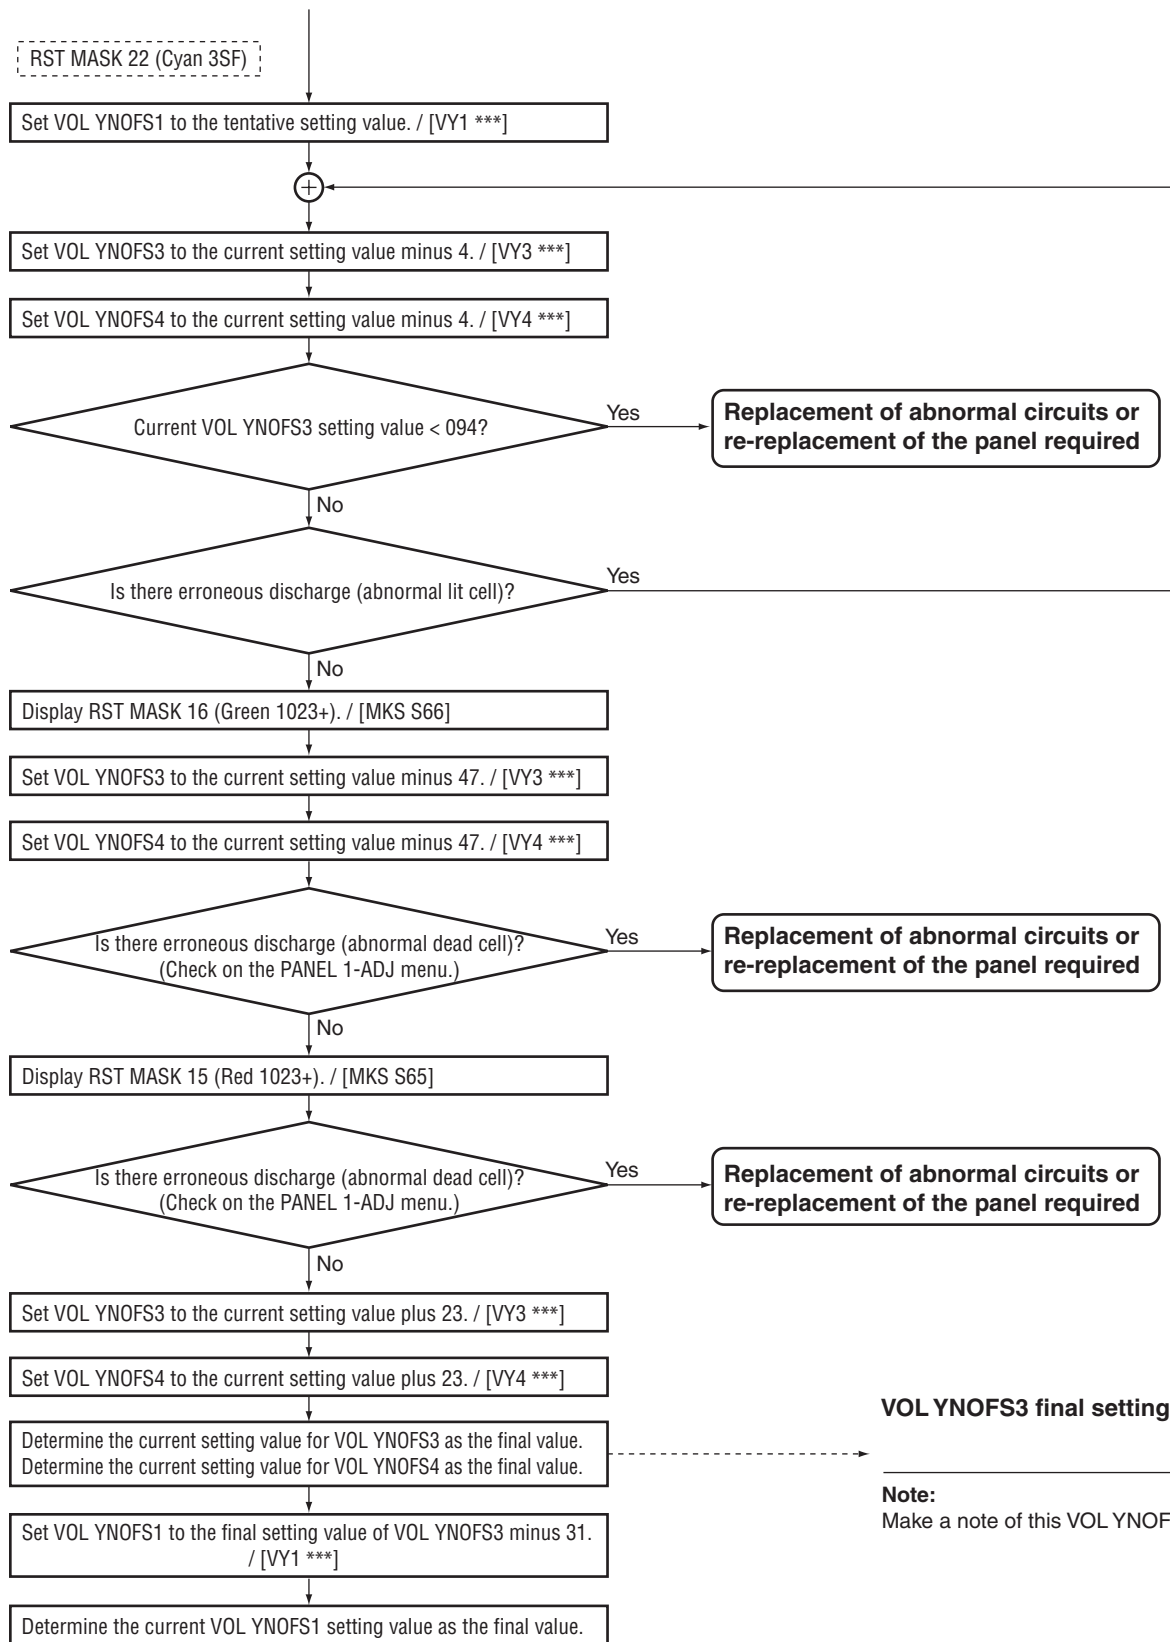 RST MASK 22 (Cyan 3SF)
Set VOL YNOFS1 to the tentative setting value. / [VY1 ***]
Set VOL YNOFS3 to the current setting value minus 4. / [VY3 ***]
Set VOL YNOFS4 to the current setting value minus 4. / [VY4 ***]
Current VOL YNOFS3 setting value < 094?
Yes
Replacement of abnormal circuits or
re-replacement of the panel required
No
Is there erroneous discharge (abnormal lit cell)?
Yes
No
Display RST MASK 16 (Green 1023+). / [MKS S66]
Set VOL YNOFS3 to the current setting value minus 47. / [VY3 ***]
Set VOL YNOFS4 to the current setting value minus 47. / [VY4 ***]
Is there erroneous discharge (abnormal dead cell)?
(Check on the PANEL 1-ADJ menu.)
Yes
Replacement of abnormal circuits or
re-replacement of the panel required
No
Display RST MASK 15 (Red 1023+). / [MKS S65]
Is there erroneous discharge (abnormal dead cell)?
(Check on the PANEL 1-ADJ menu.)
Yes
Replacement of abnormal circuits or
re-replacement of the panel required
No
Set VOL YNOFS3 to the current setting value plus 23. / [VY3 ***]
Set VOL YNOFS4 to the current setting value plus 23. / [VY4 ***]
Determine the current setting value for VOL YNOFS3 as the final value.
Determine the current setting value for VOL YNOFS4 as the final value.
VOL YNOFS3 final setting
Note:
Make a note of this VOL YNOF
Set VOL YNOFS1 to the final setting value of VOL YNOFS3 minus 31.
/ [VY1 ***]
Determine the current VOL YNOFS1 setting value as the final value.